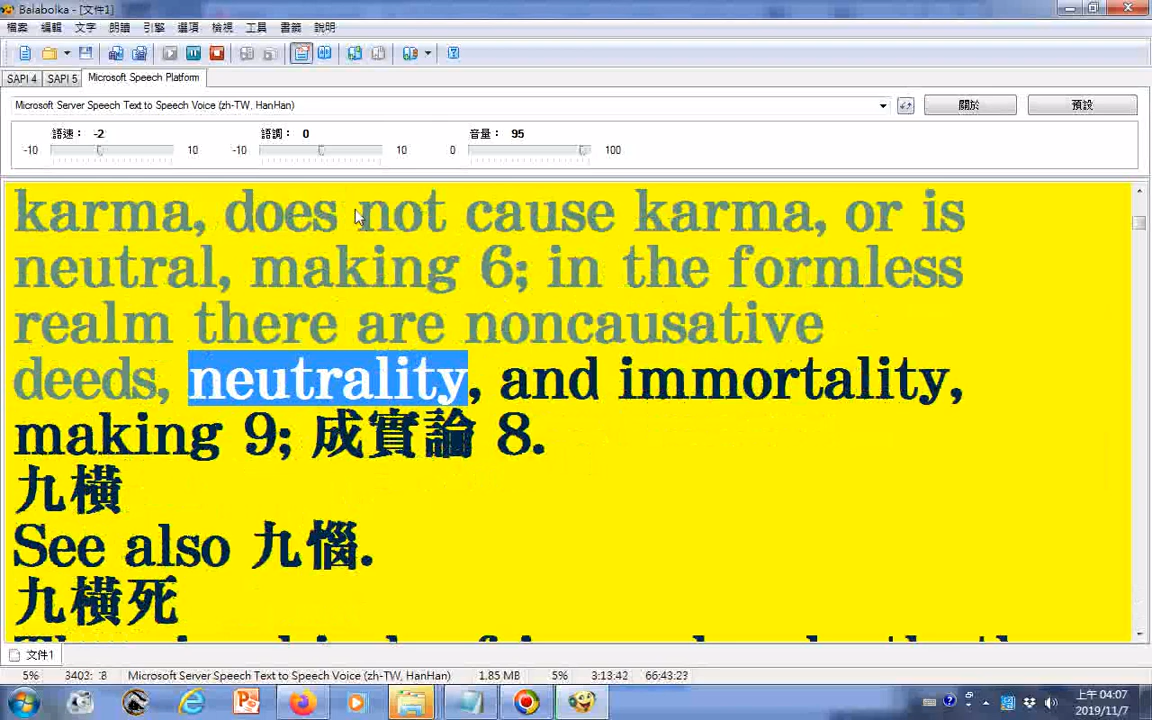 Balabolka - [文件1]
檔案 編輯 文字 朗讀 引擎 選項 檢視 工具 書籤 說明
SAPI 4 SAPI 5 Microsoft Speech Platform
Microsoft Server Speech Text to Speech Voice (zh-TW, HanHan) 關於 預設
語速： -2 語調： 0 音量： 95
-10 10 -10 10 0 100
karma, does not cause karma, or is
neutral, making 6; in the formless
realm there are noncausative
deeds, neutrality, and immortality,
making 9; 成實論 8.
九橫
See also 九惱.
九橫死
文件1
5% 3402: Microsoft Server Speech Text to Speech Voice (zh-TW, HanHan) 1.85 MB 5% 3:13:42 66:43:23
上午 04:07
2019/11/7